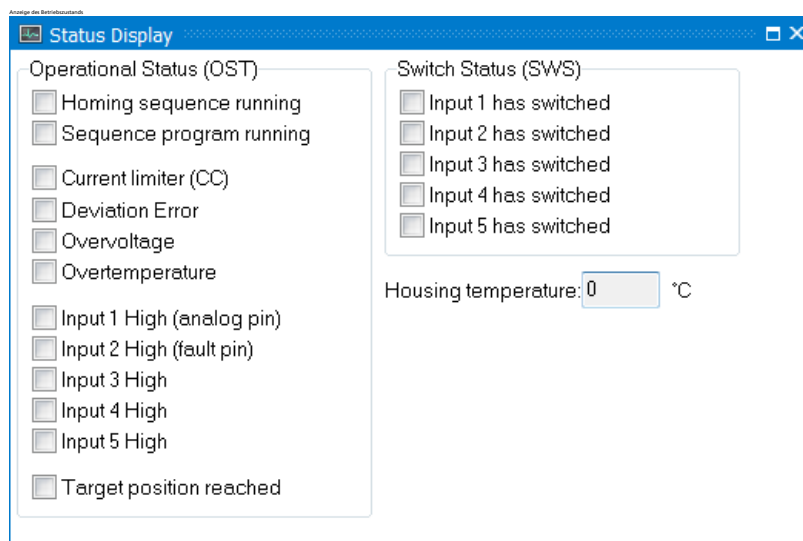 Anzeige des Betriebszustands
Status Display
Operational Status (OST)
Homing sequence running
Sequence program running
Current limiter (CC)
Deviation Error
Overvoltage
Overtemperature
Input 1 High (analog pin)
Input 2 High (fault pin)
Input 3 High
Input 4 High
Input 5 High
Target position reached
Switch Status (SWS)
Input 1 has switched
Input 2 has switched
Input 3 has switched
Input 4 has switched
Input 5 has switched
Housing temperature: 0 °C